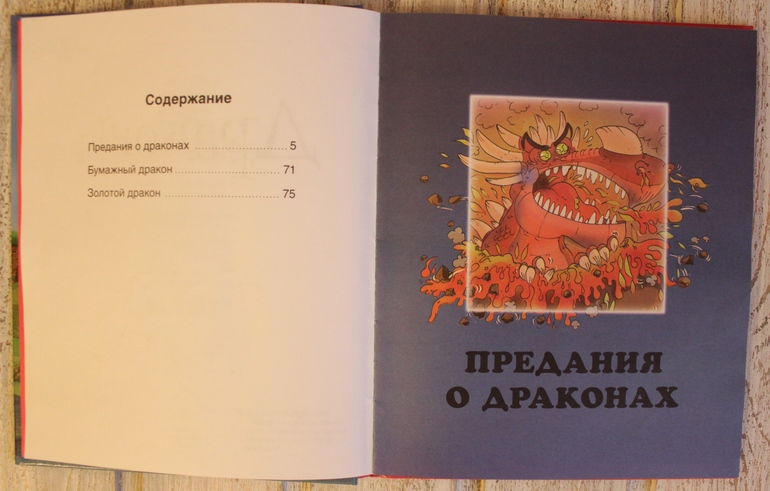 Содержание
Предания о драконах 5
Бумажный дракон 71
Золотой дракон 75
ПРЕДАНИЯ
О ДРАКОНАХ